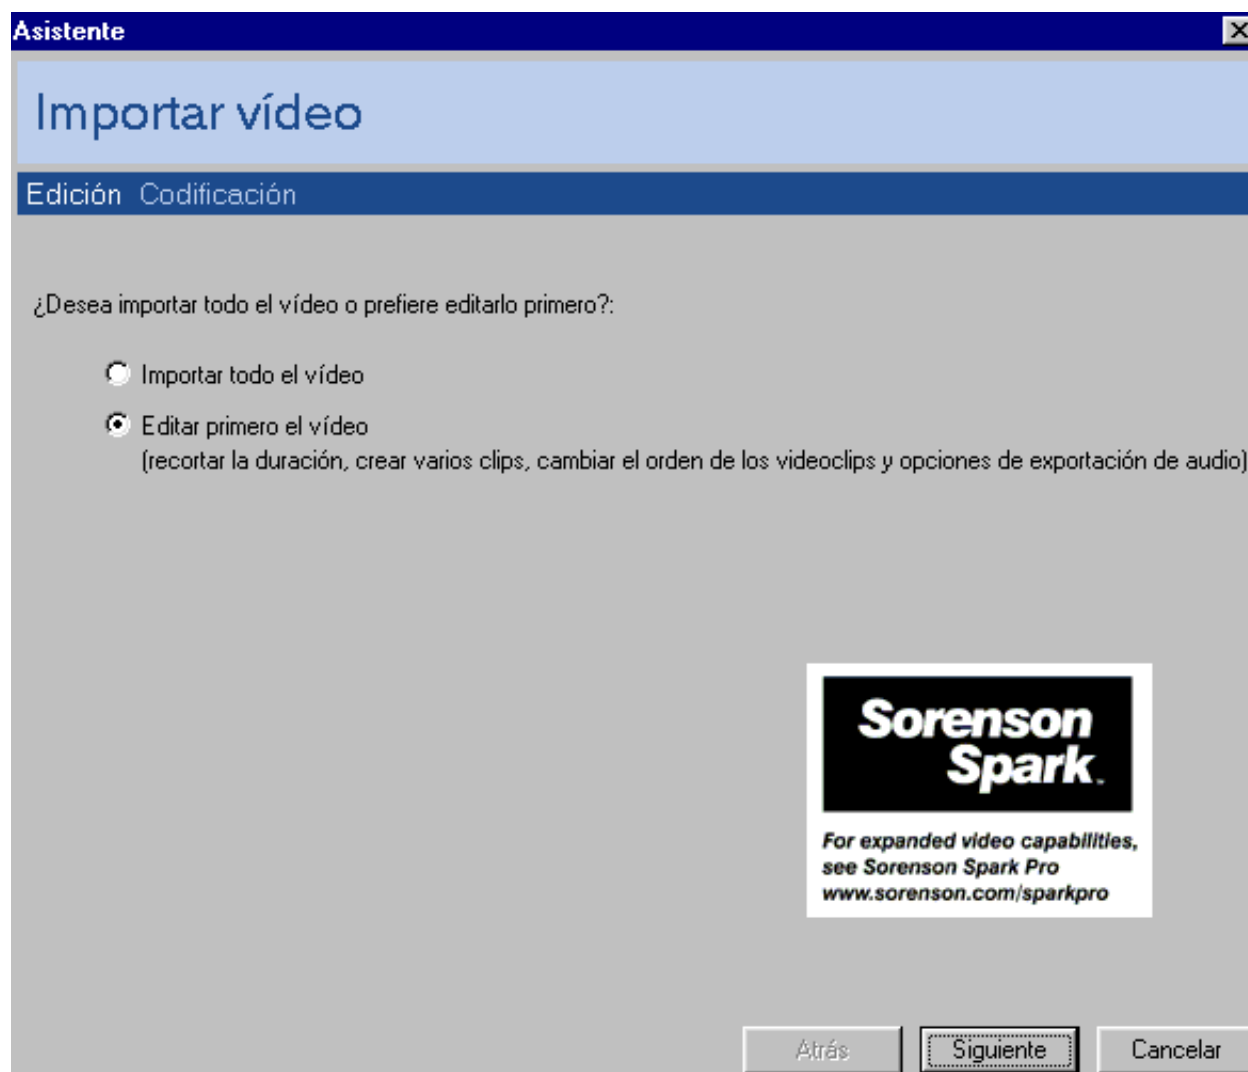 Asistente
Importar vídeo
Edición Codificación
¿Desea importar todo el vídeo o prefiere editarlo primero?:
Importar todo el vídeo
Editar primero el vídeo
(recortar la duración, crear varios clips, cambiar el orden de los videoclips y opciones de exportación de audio)
Sorenson
Spark™
For expanded video capabilities,
see Sorenson Spark Pro
www.sorenson.com/sparkpro
Atrás Siguiente Cancelar